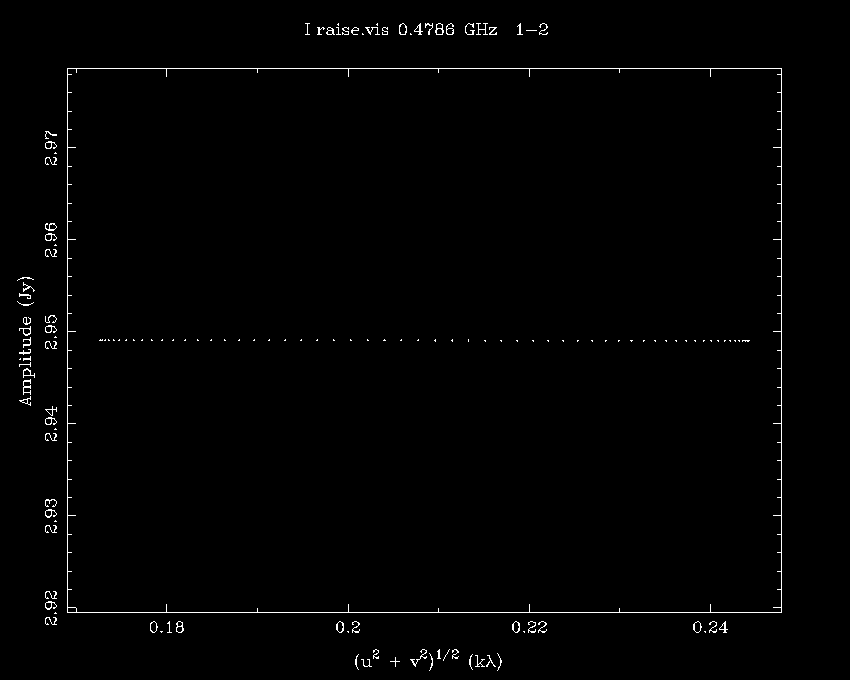 I raise.vis 0.4786 GHz 1−2
2.97
2.96
2.95
2.94
2.93
2.92
Amplitude (Jy)
0.18 0.2 0.22 0.24
(u² + v²)¹/² (kλ)